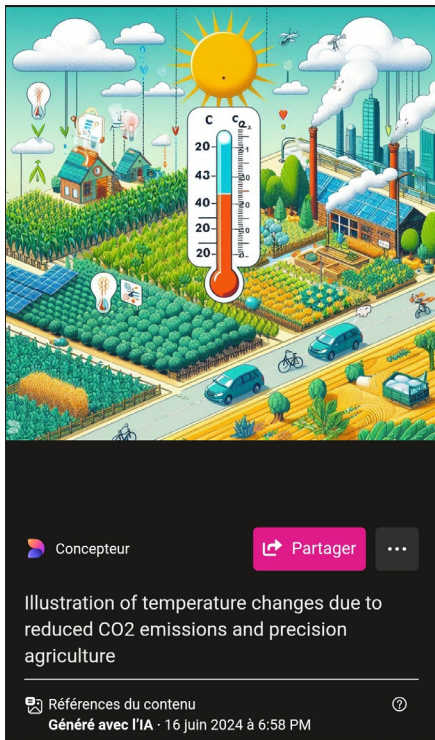 C
20
43
40
20
20
Concepteur
Partager
Illustration of temperature changes due to
reduced CO2 emissions and precision
agriculture
Références du contenu
Généré avec l'IA · 16 juin 2024 à 6:58 PM